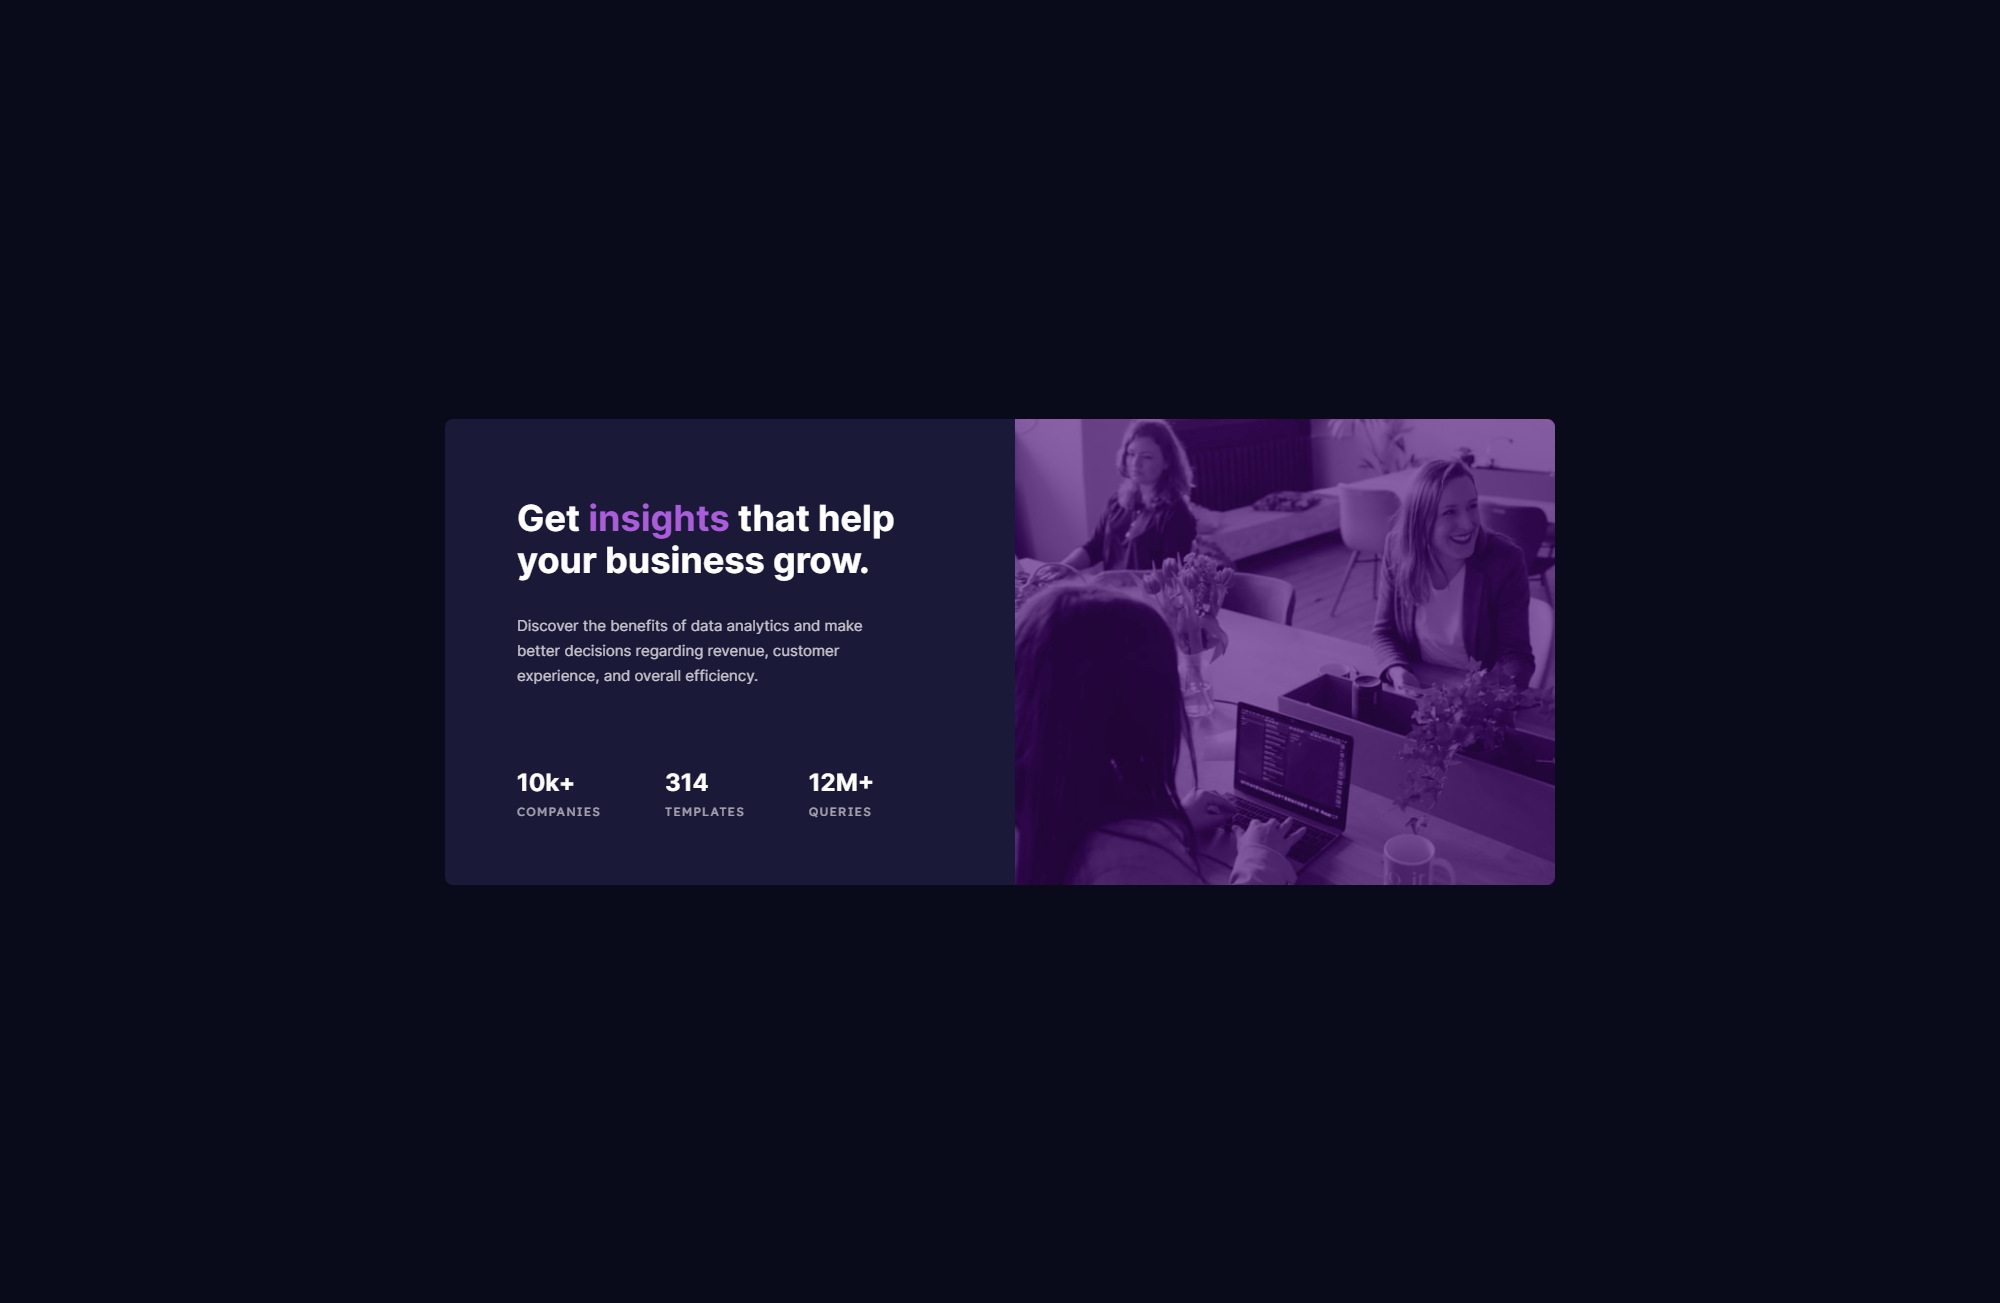 Get insights that help
your business grow.
Discover the benefits of data analytics and make
better decisions regarding revenue, customer
experience, and overall efficiency.
10k+ 314 12M+
COMPANIES TEMPLATES QUERIES